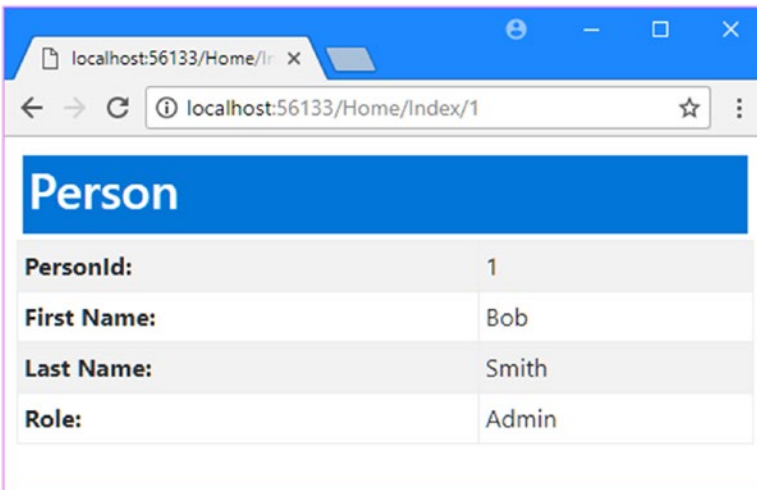 localhost:56133/Home/In
localhost:56133/Home/Index/1
Person
PersonId: 1
First Name: Bob
Last Name: Smith
Role: Admin